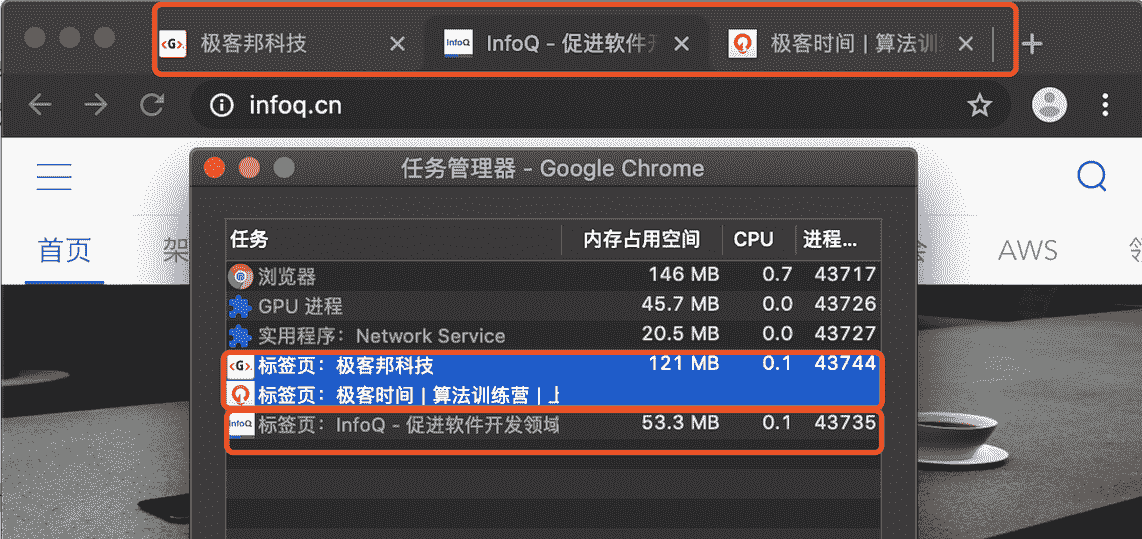 <G>. 极客邦科技 InfoQ InfoQ - 促进软件开 极客时间 | 算法训练
infoq.cn
任务管理器 - Google Chrome
首页 架 会 AWS 领
任务 内存占用空间 CPU 进程...
浏览器 146 MB 0.7 43717
GPU 进程 45.7 MB 0.0 43726
实用程序：Network Service 20.5 MB 0.0 43727
<G>. 标签页：极客邦科技 121 MB 0.1 43744
标签页：极客时间 | 算法训练营 | 上
InfoQ 标签页：InfoQ - 促进软件开发领域 53.3 MB 0.1 43735